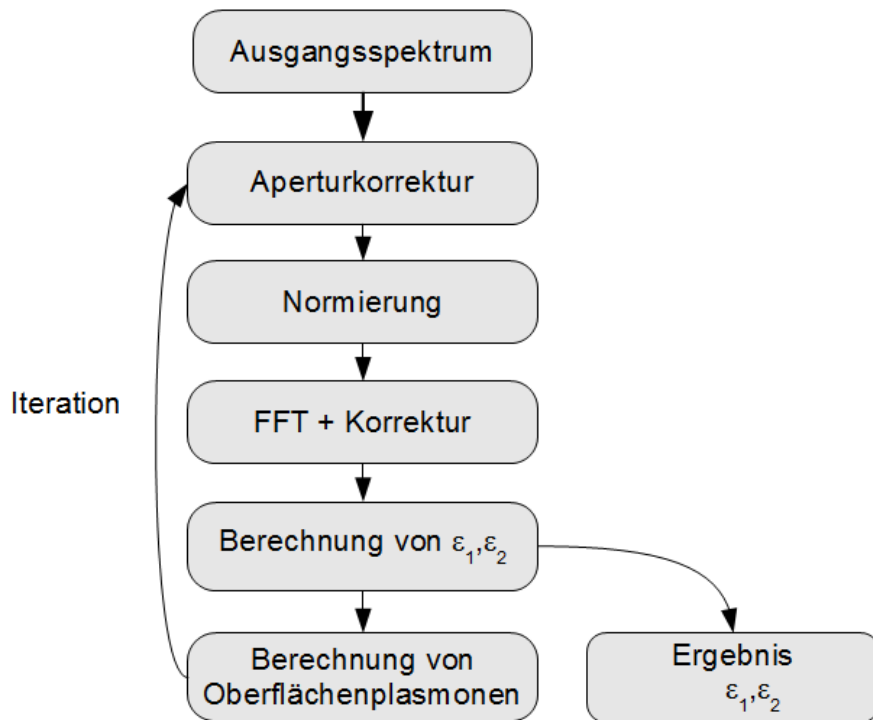 Ausgangsspektrum
Aperturkorrektur
Normierung
Iteration
FFT + Korrektur
Berechnung von ε₁,ε₂
Berechnung von
Oberflächenplasmonen
Ergebnis
ε₁,ε₂